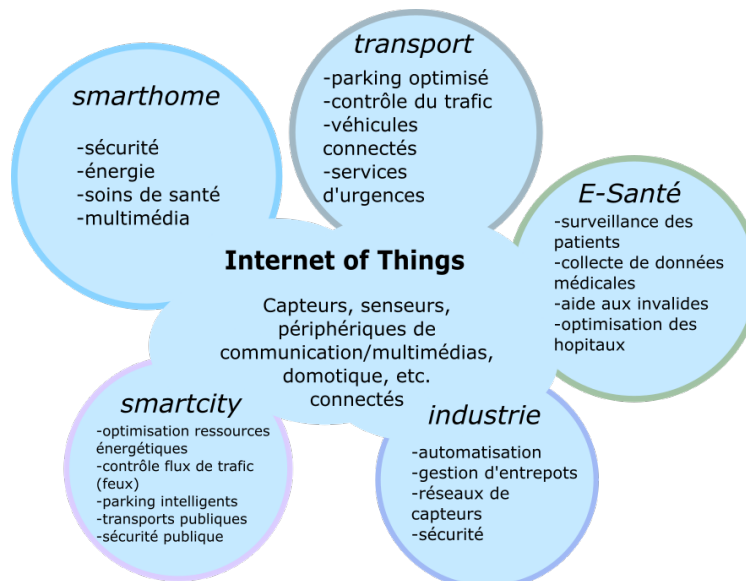 smarthome
-sécurité
-énergie
-soins de santé
-multimédia
transport
-parking optimisé
-contrôle du trafic
-véhicules
connectés
-services
d'urgences
E-Santé
-surveillance des
patients
-collecte de données
médicales
-aide aux invalides
-optimisation des
hopitaux
Internet of Things
Capteurs, senseurs,
périphériques de
communication/multimédias,
domotique, etc.
connectés
smartcity
-optimisation ressources
énergétiques
-contrôle flux de trafic
(feux)
-parking intelligents
-transports publiques
-sécurité publique
industrie
-automatisation
-gestion d'entrepots
-réseaux de
capteurs
-sécurité